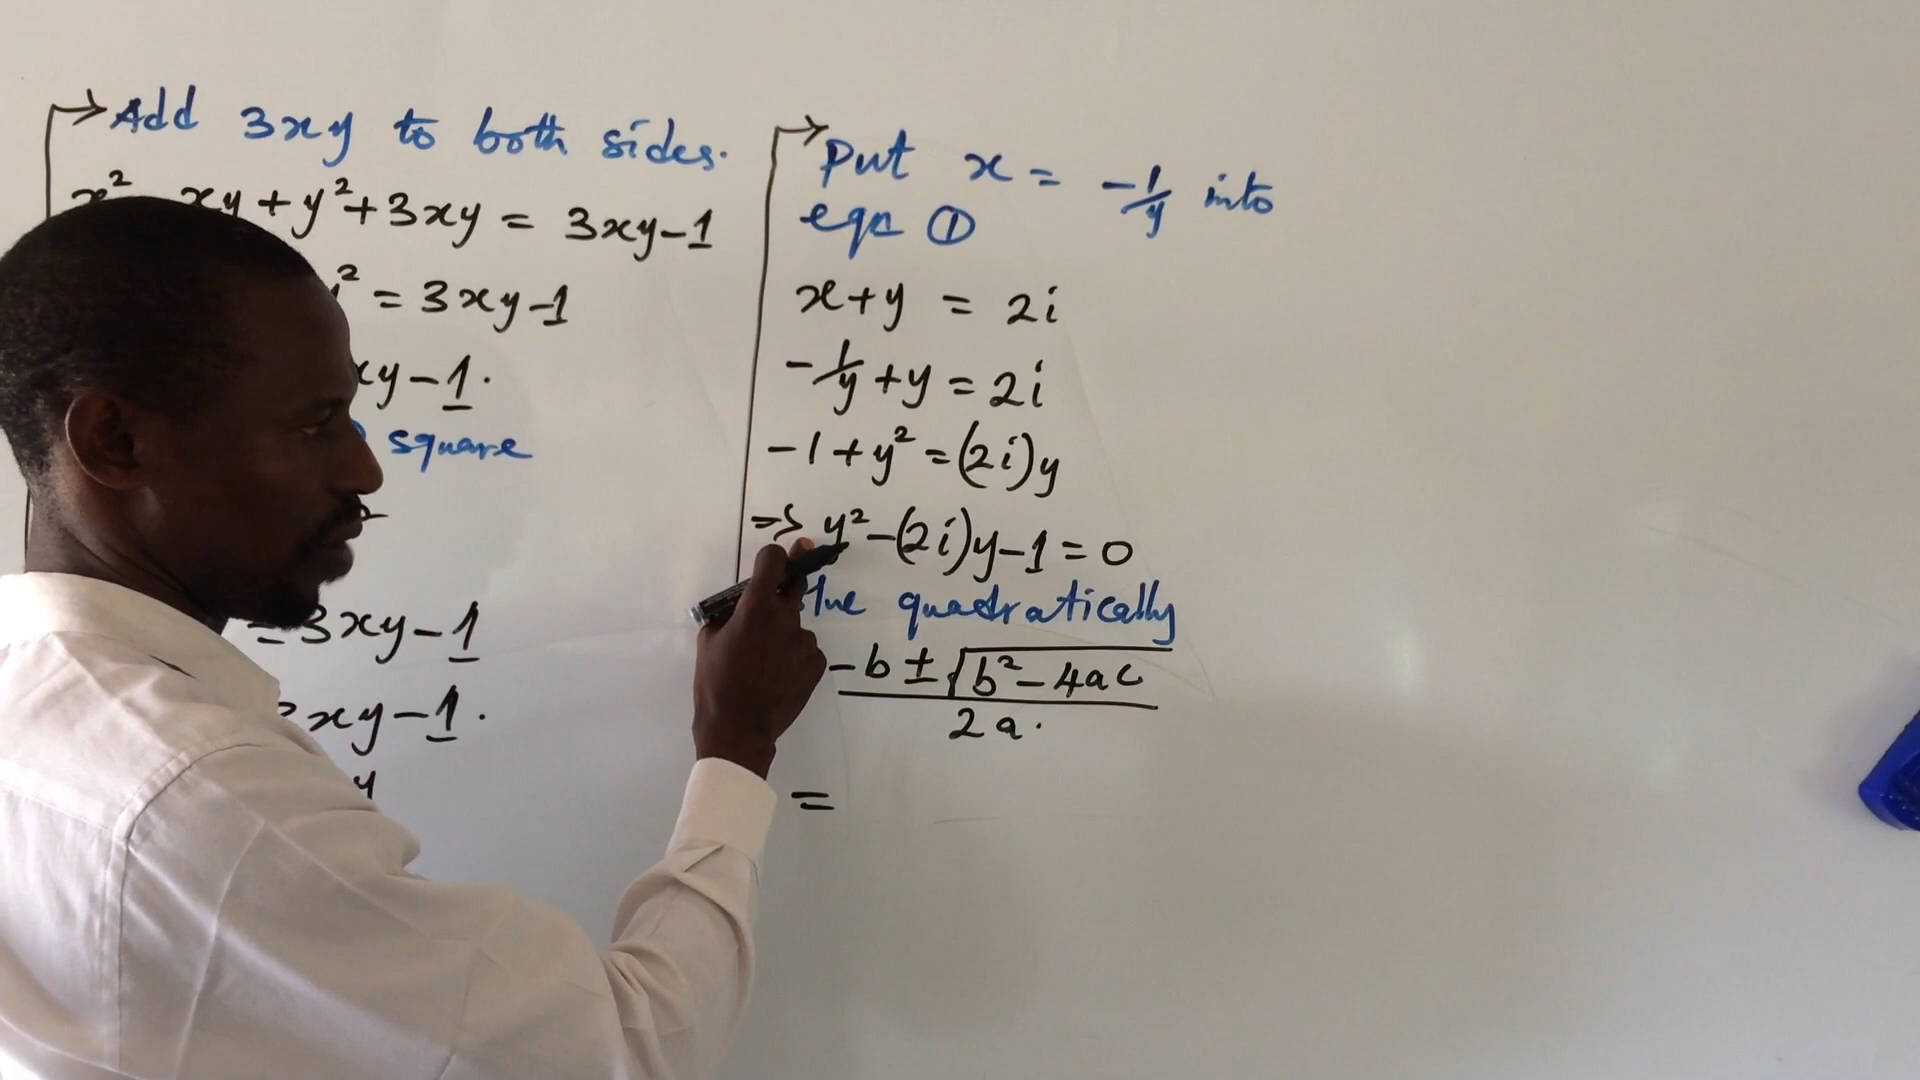 Add 3xy to both sides.
x² xy + y² + 3xy = 3xy - 1
² = 3xy - 1
xy - 1.
square
= 3xy - 1
xy - 1.
y
Put x = -1/y into
eqn ①
x + y = 2i
-1/y + y = 2i
-1 + y² = (2i)y
⇒ y² - (2i)y - 1 = 0
quadratically
-b ± √b² - 4ac
2a.
=